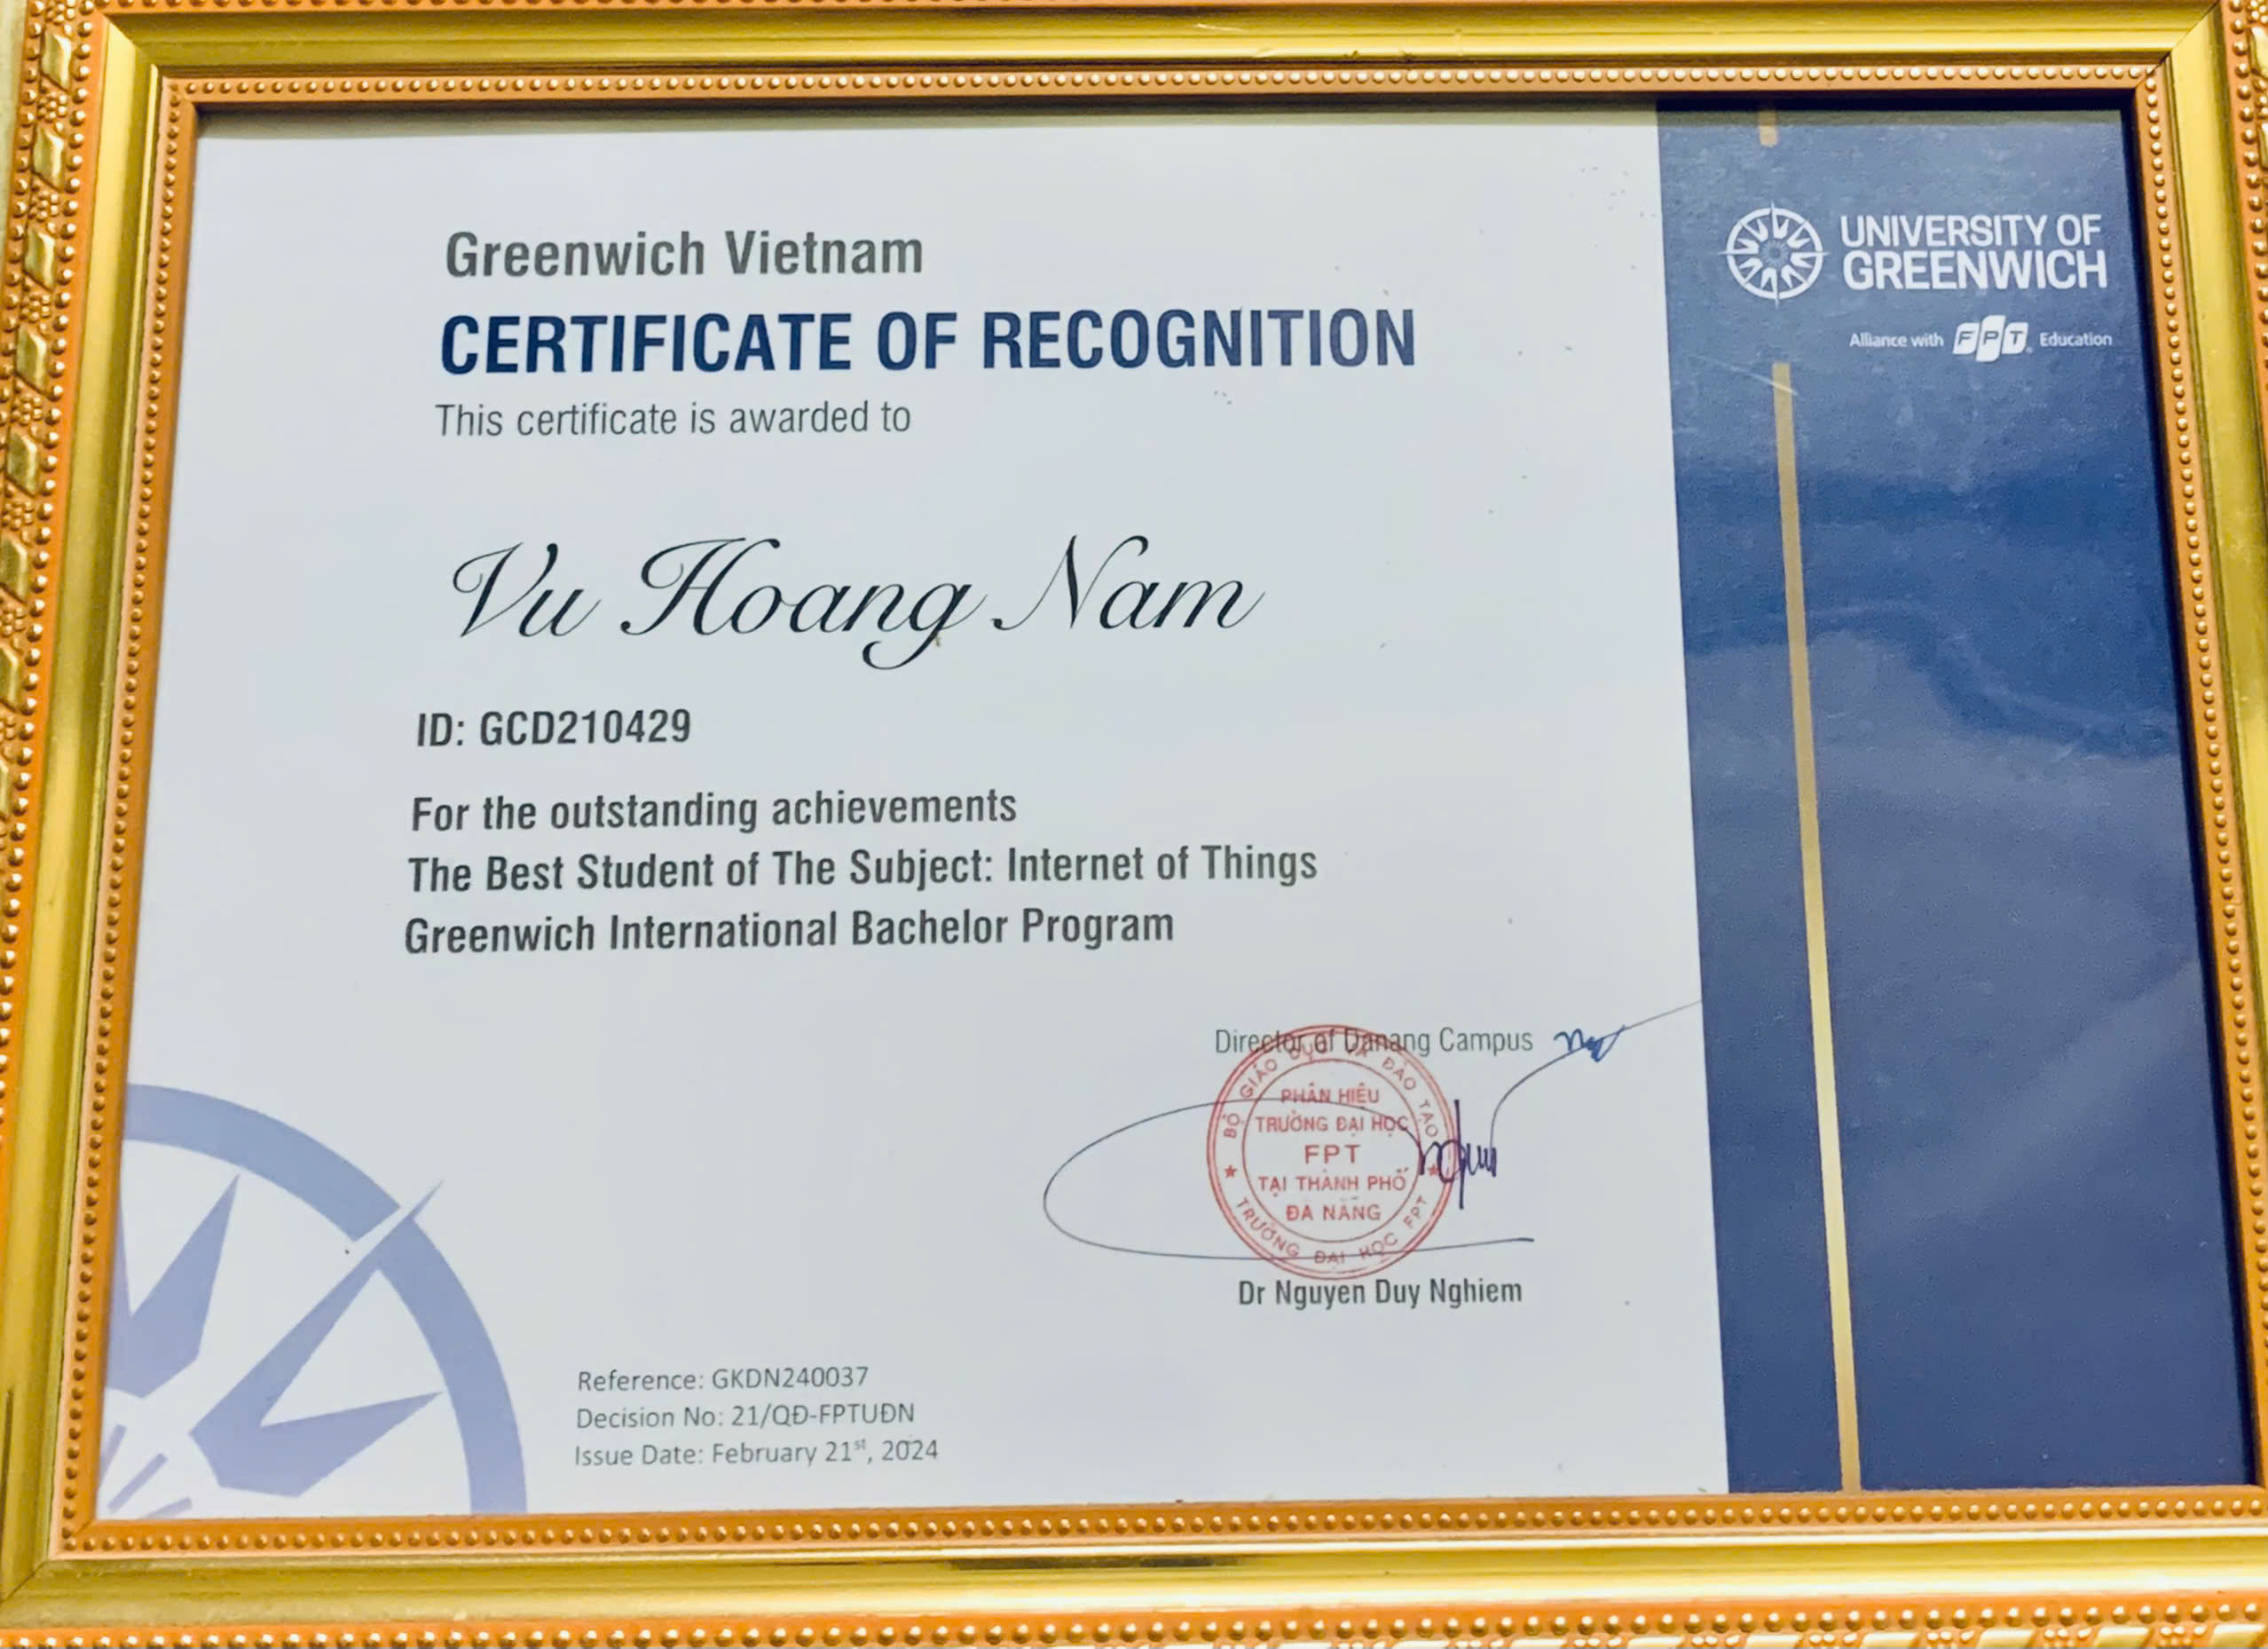 Greenwich Vietnam
CERTIFICATE OF RECOGNITION
This certificate is awarded to
Vu Hoang Nam
ID: GCD210429
For the outstanding achievements
The Best Student of The Subject: Internet of Things
Greenwich International Bachelor Program
UNIVERSITY OF
GREENWICH
Alliance with FPT Education
Director of Danang Campus
BỘ GIÁO DỤC VÀ ĐÀO TẠO
PHÂN HIỆU
TRƯỜNG ĐẠI HỌC
FPT
TẠI THÀNH PHỐ
ĐÀ NẴNG
TRƯỜNG ĐẠI HỌC FPT
Dr Nguyen Duy Nghiem
Reference: GKDN240037
Decision No: 21/QĐ-FPTUĐN
Issue Date: February 21st, 2024